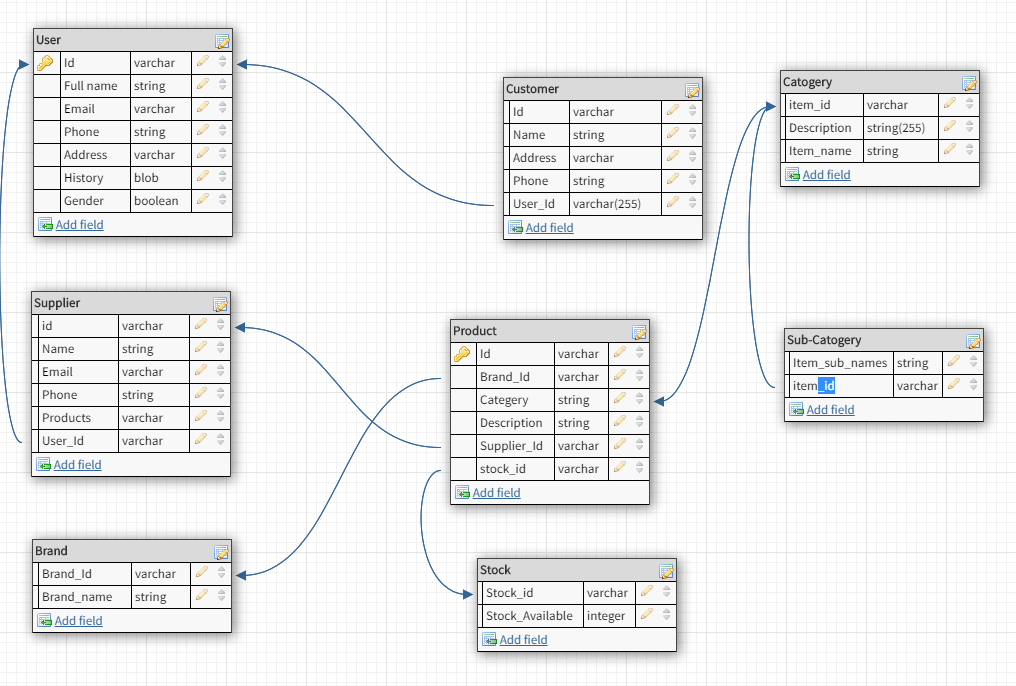 User
Id varchar
Full name string
Email varchar
Phone string
Address varchar
History blob
Gender boolean
Add field
Customer
Id varchar
Name string
Address varchar
Phone string
User_Id varchar(255)
Add field
Catogery
item_id varchar
Description string(255)
Item_name string
Add field
Supplier
id varchar
Name string
Email varchar
Phone string
Products varchar
User_Id varchar
Add field
Product
Id varchar
Brand_Id varchar
Categery string
Description string
Supplier_Id varchar
stock_id varchar
Add field
Sub-Catogery
Item_sub_names string
item_id varchar
Add field
Brand
Brand_Id varchar
Brand_name string
Add field
Stock
Stock_id varchar
Stock_Available integer
Add field